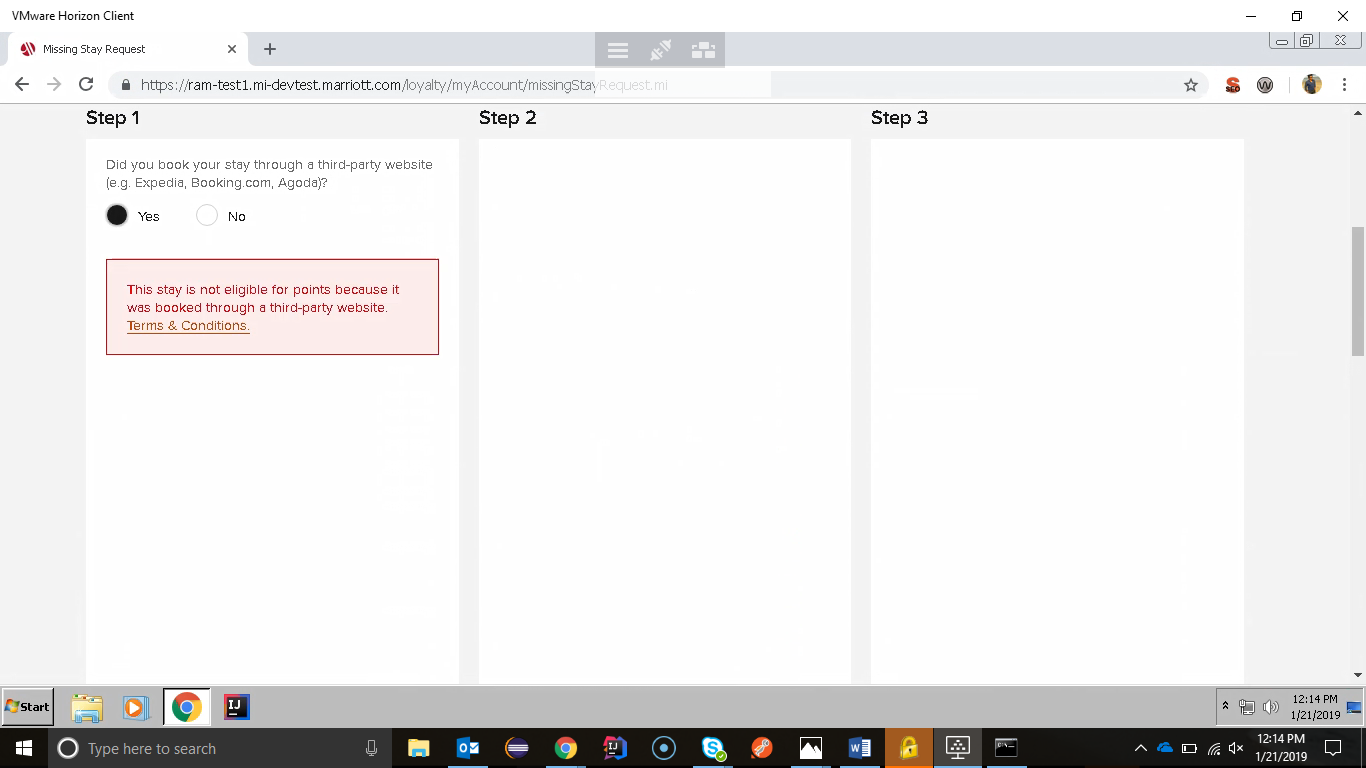 VMware Horizon Client
Missing Stay Request
https://ram-test1.mi-devtest.marriott.com/loyalty/myAccount/missingStayRequest.mi
SEO
W
Step 1
Step 2
Step 3
Did you book your stay through a third-party website
(e.g. Expedia, Booking.com, Agoda)?
Yes
No
This stay is not eligible for points because it
was booked through a third-party website.
Terms & Conditions.
Start
IJ
12:14 PM
1/21/2019
Type here to search
12:14 PM
1/21/2019